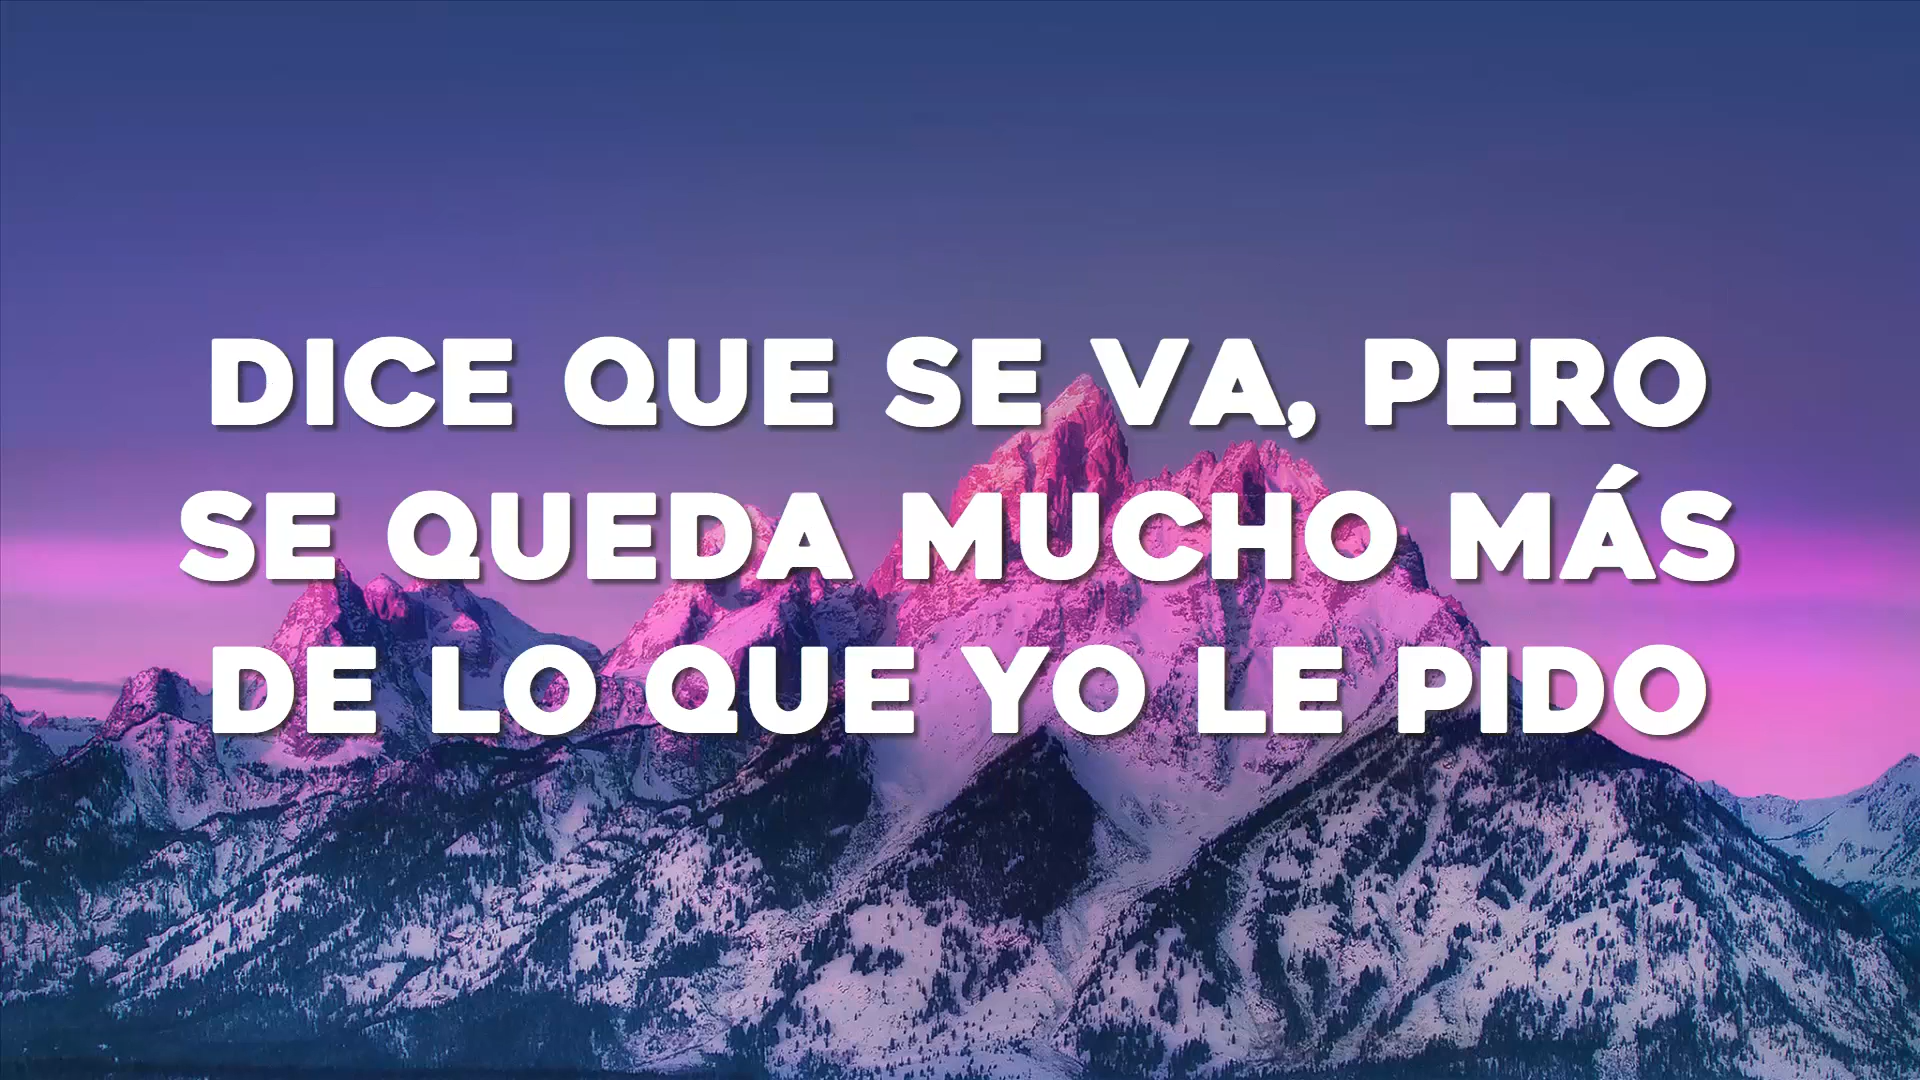 DICE QUE SE VA, PERO
SE QUEDA MUCHO MÁS
DE LO QUE YO LE PIDO